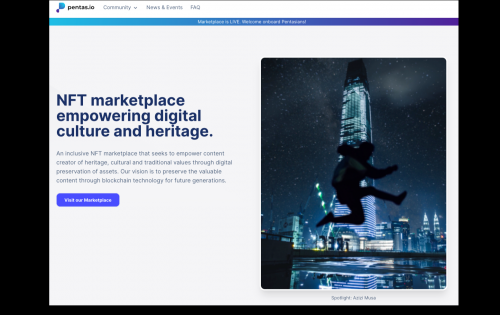 pentas.io Community News & Events FAQ
Marketplace is LIVE. Welcome onboard Pentasians!
NFT marketplace
empowering digital
culture and heritage.
An inclusive NFT marketplace that seeks to empower content
creator of heritage, cultural and traditional values through digital
preservation of assets. Our vision is to preserve the valuable
content through blockchain technology for future generations.
Visit our Marketplace
Spotlight: Azizi Musa